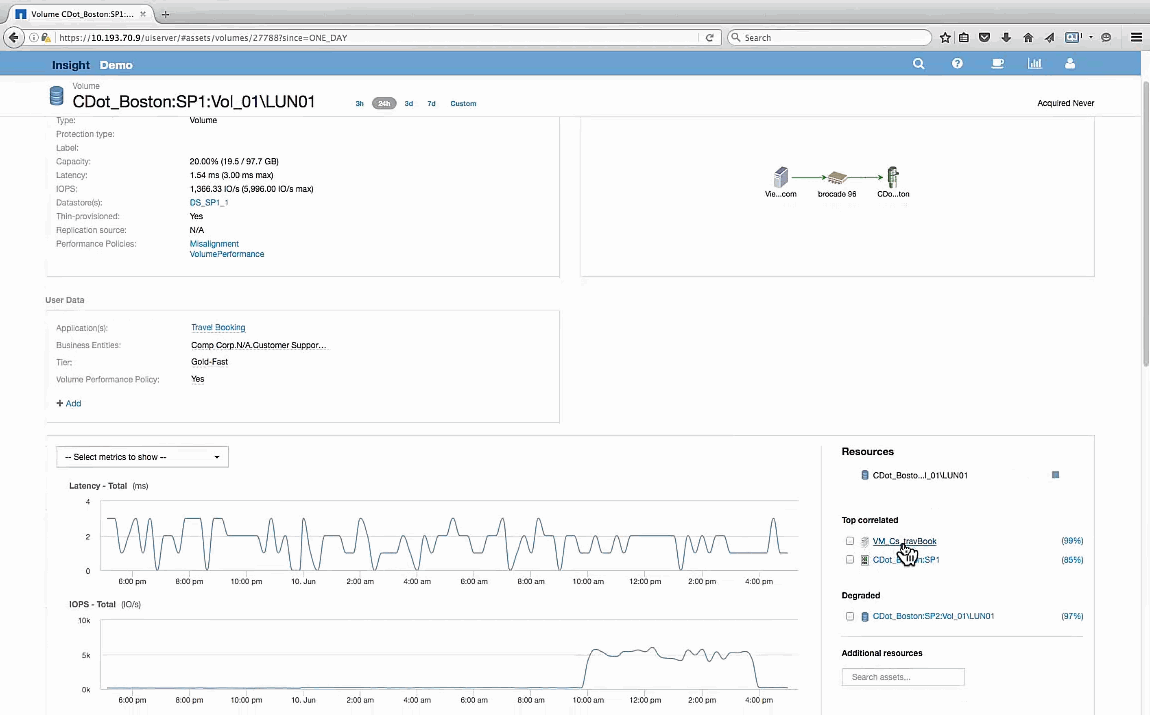 Volume CDot_Boston:SP1:...
https://10.193.70.9/uiserver/#assets/volumes/27788?since=ONE_DAY
Search
Insight Demo
Volume
CDot_Boston:SP1:Vol_01\LUN01
3h 24h 3d 7d Custom
Acquired Never
Type: Volume
Protection type:
Label:
Capacity: 20.00% (19.5 / 97.7 GB)
Latency: 1.54 ms (3.00 ms max)
IOPS: 1,366.33 IO/s (5,996.00 IO/s max)
Datastore(s): DS_SP1_1
Thin-provisioned: Yes
Replication source: N/A
Performance Policies: Misalignment
VolumePerformance
Vie...com brocade 96 CDo...ton
User Data
Application(s): Travel Booking
Business Entities: Comp Corp.N/A.Customer Suppor...
Tier: Gold-Fast
Volume Performance Policy: Yes
+ Add
-- Select metrics to show --
Latency - Total (ms)
4
2
0
6:00 pm 8:00 pm 10:00 pm 10. Jun 2:00 am 4:00 am 6:00 am 8:00 am 10:00 am 12:00 pm 2:00 pm 4:00 pm
IOPS - Total (IO/s)
10k
5k
0k
6:00 pm 8:00 pm 10:00 pm 10. Jun 2:00 am 4:00 am 6:00 am 8:00 am 10:00 am 12:00 pm 2:00 pm 4:00 pm
Resources
CDot_Bosto...l_01\LUN01
Top correlated
VM_Cs_travBook (99%)
:SP1 (85%)
Degraded
CDot_Boston:SP2:Vol_01\LUN01 (97%)
Additional resources
Search assets...